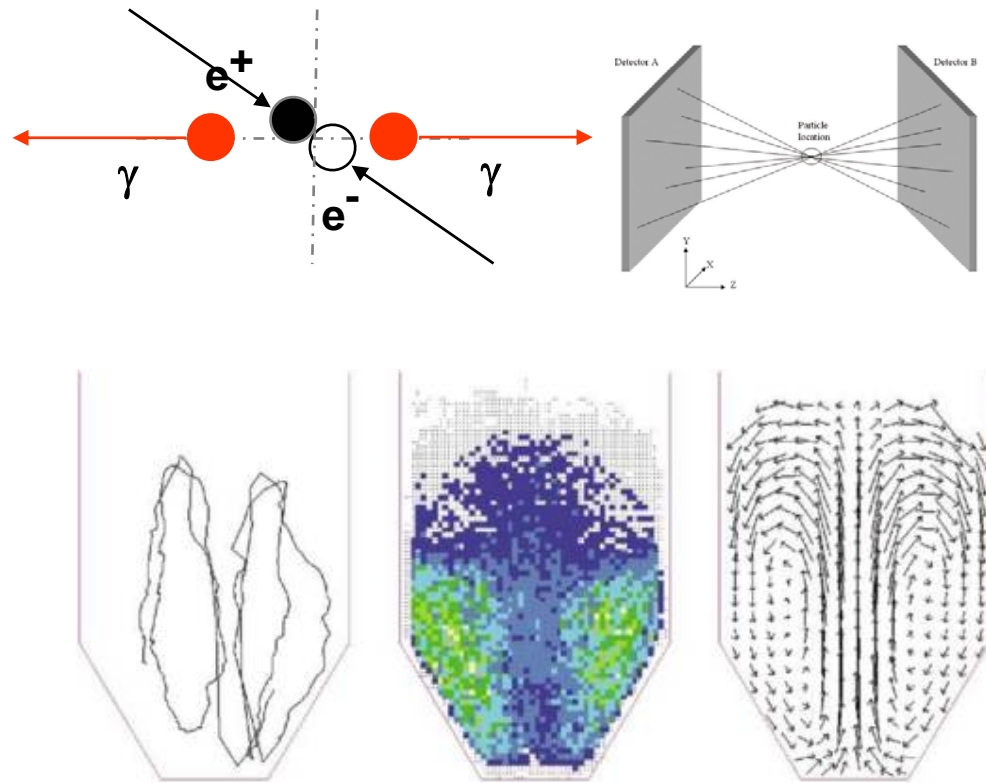 e+
γ
γ
e-
Detector A
Detector B
Particle
location
Y
X
Z